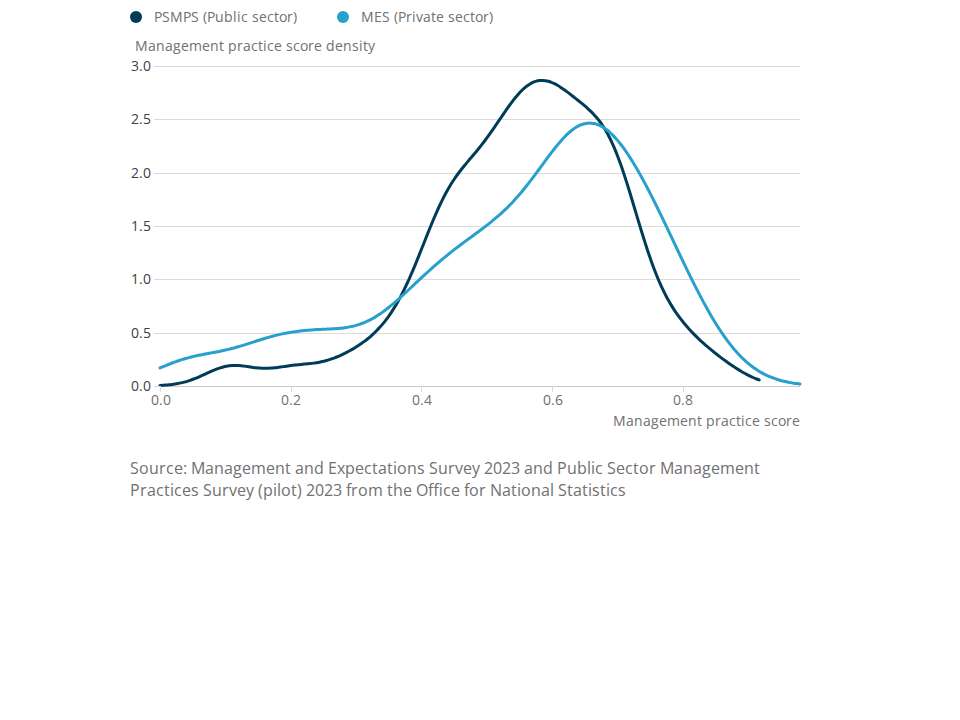 PSMPS (Public sector) MES (Private sector)
Management practice score density
3.0
2.5
2.0
1.5
1.0
0.5
0.0
0.0 0.2 0.4 0.6 0.8
Management practice score
Source: Management and Expectations Survey 2023 and Public Sector Management
Practices Survey (pilot) 2023 from the Office for National Statistics